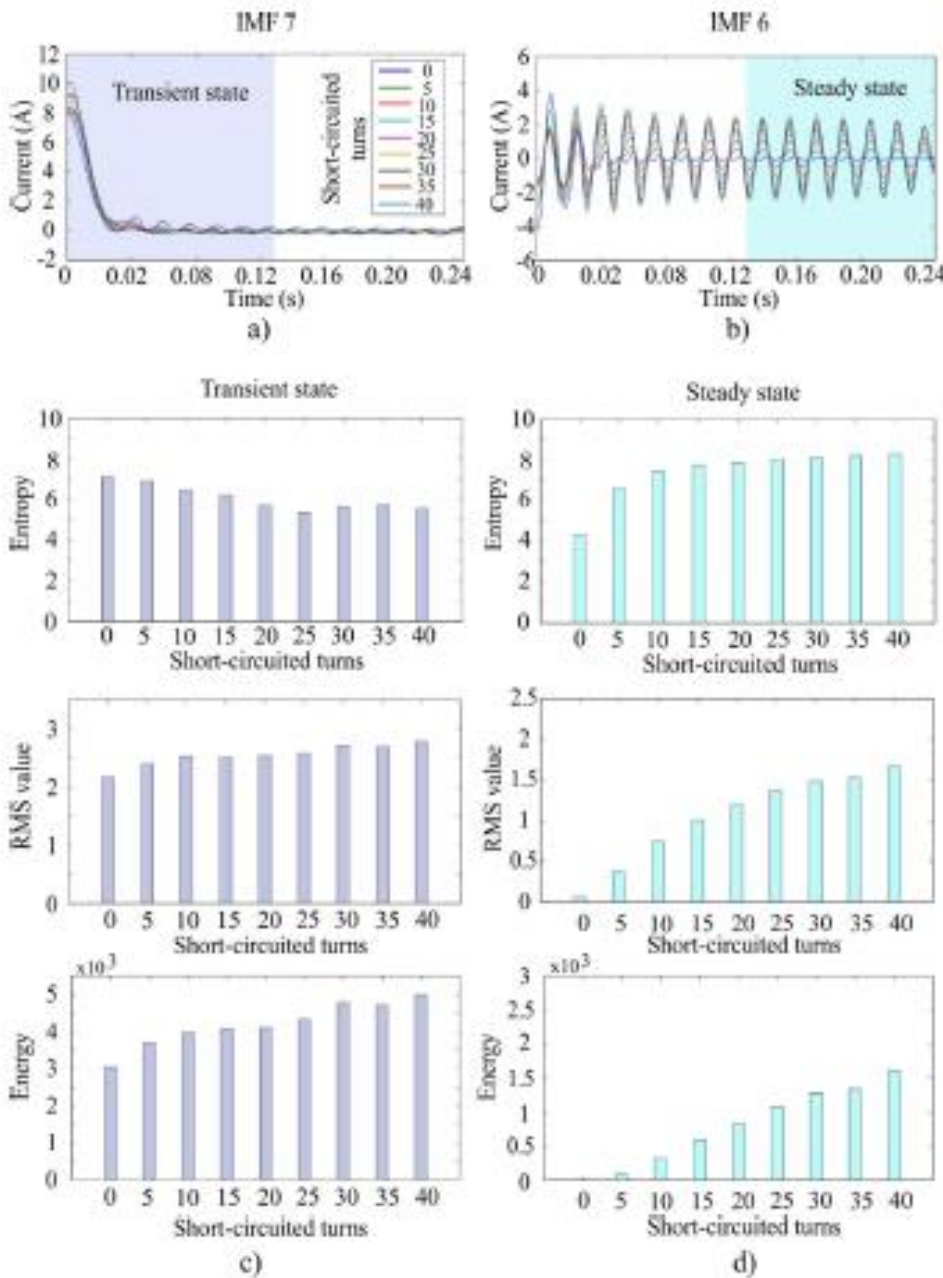 IMF 7
IMF 6
12
10
8
6
4
2
0
-2
Current (A)
Transient state
Short-circuited turns
0
5
10
15
20
30
35
40
0 0.02 0.08 0.12 0.16 0.20 0.24
Time (s)
a)
6
4
2
0
-2
-4
-6
Current (A)
Steady state
0 0.02 0.08 0.12 0.16 0.20 0.24
Time (s)
b)
Transient state
10
8
6
4
2
0
Entropy
0 5 10 15 20 25 30 35 40
Short-circuited turns
Steady state
10
8
6
4
2
0
Entropy
0 5 10 15 20 25 30 35 40
Short-circuited turns
3
2
1
0
RMS value
0 5 10 15 20 25 30 35 40
Short-circuited turns
2.5
2
1.5
1
0.5
0
RMS value
0 5 10 15 20 25 30 35 40
Short-circuited turns
x10³
5
4
3
2
1
0
Energy
0 5 10 15 20 25 30 35 40
Short-circuited turns
c)
x10³
3
2
2
1.5
1
0.5
0
Energy
0 5 10 15 20 25 30 35 40
Short-circuited turns
d)